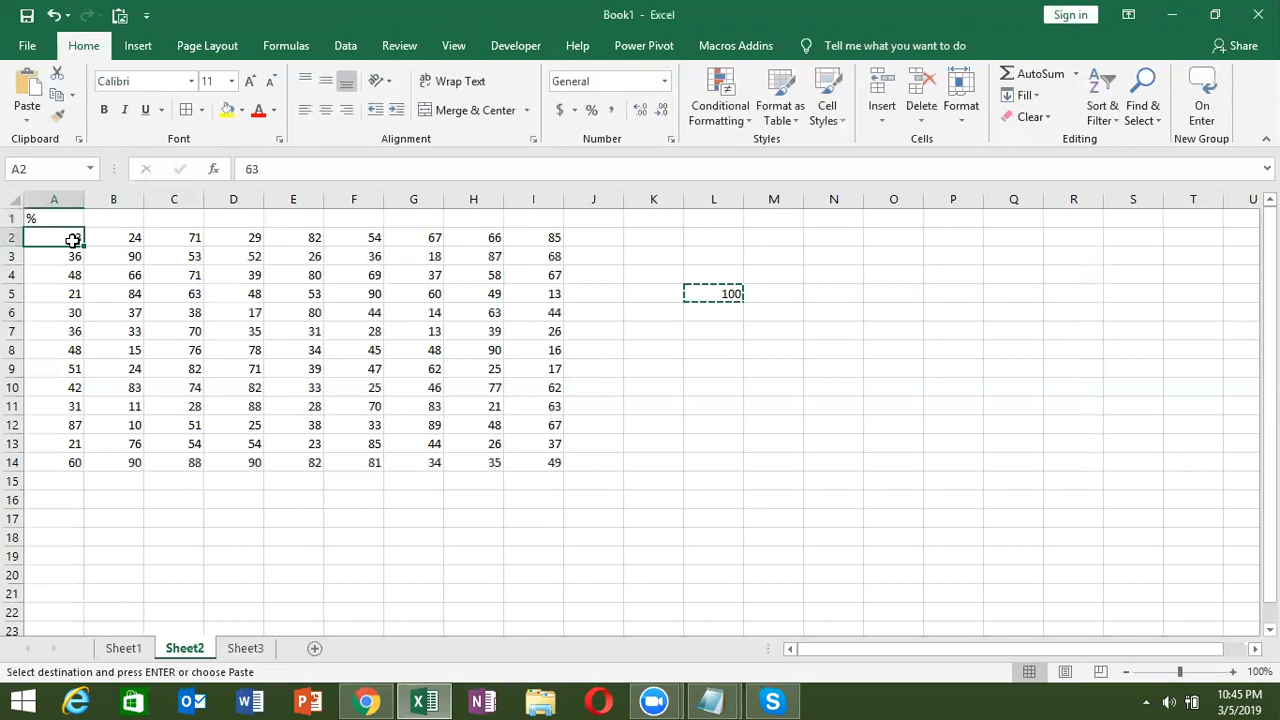 Book1 - Excel
Sign in
File Home Insert Page Layout Formulas Data Review View Developer Help Power Pivot Macros Addins Tell me what you want to do Share
Paste
Calibri 11
Wrap Text
General
Conditional Formatting
Format as Table
Cell Styles
Insert
Delete
Format
AutoSum
Fill
Clear
Sort & Filter
Find & Select
On Enter
B I U
Merge & Center
$ % ,
Clipboard Font Alignment Number Styles Cells Editing New Group
A2 fx 63
A B C D E F G H I J K L M N O P Q R S T U
1 %
2 24 71 29 82 54 67 66 85
3 36 90 53 52 26 36 18 87 68
4 48 66 71 39 80 69 37 58 67
5 21 84 63 48 53 90 60 49 13 100
6 30 37 38 17 80 44 14 63 44
7 36 33 70 35 31 28 13 39 26
8 48 15 76 78 34 45 48 90 16
9 51 24 82 71 39 47 62 25 17
10 42 83 74 82 33 25 46 77 62
11 31 11 28 88 28 70 83 21 63
12 87 10 51 25 38 33 89 48 67
13 21 76 54 54 23 85 44 26 37
14 60 90 88 90 82 81 34 35 49
15
16
17
18
19
20
21
22
23
Sheet1 Sheet2 Sheet3
Select destination and press ENTER or choose Paste
100%
10:45 PM
3/5/2019